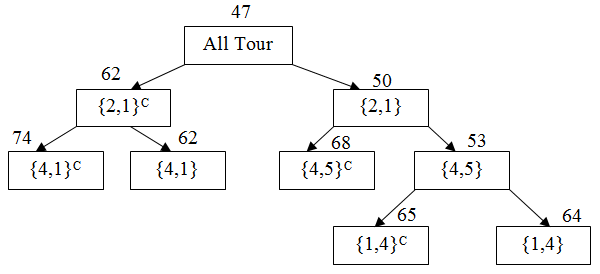 47
All Tour
62 50
{2,1}ᶜ {2,1}
74 62 68 53
{4,1}ᶜ {4,1} {4,5}ᶜ {4,5}
65 64
{1,4}ᶜ {1,4}